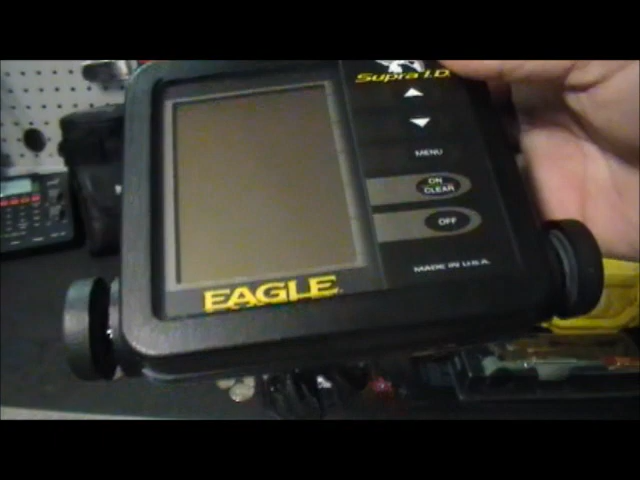 Supra I.D.
MENU
ON
CLEAR
OFF
MADE IN U.S.A.
EAGLE